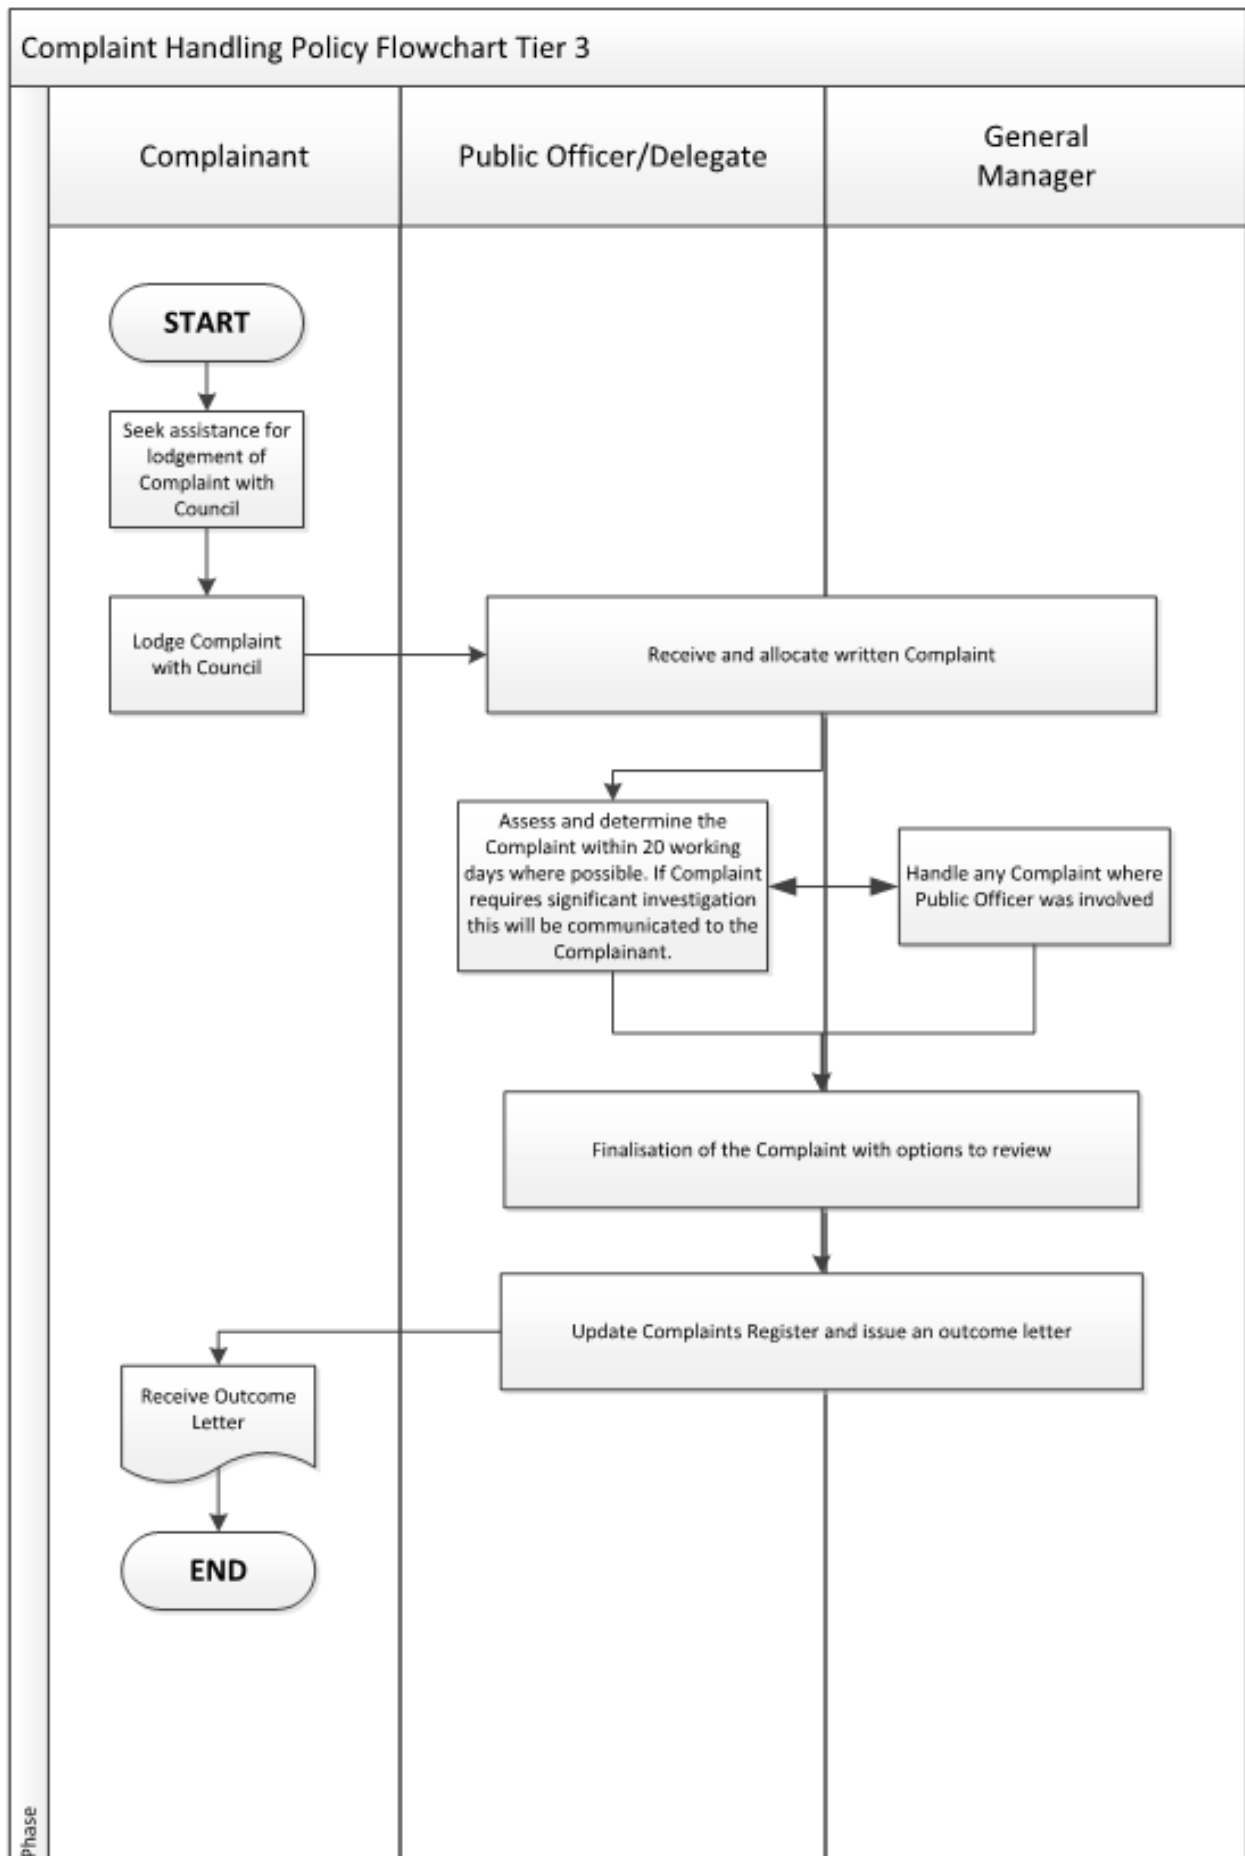 Complaint Handling Policy Flowchart Tier 3
Complainant
Public Officer/Delegate
General
Manager
START
Seek assistance for
lodgement of
Complaint with
Council
Lodge Complaint
with Council
Receive and allocate written Complaint
Assess and determine the
Complaint within 20 working
days where possible. If Complaint
requires significant investigation
this will be communicated to the
Complainant.
Handle any Complaint where
Public Officer was involved
Finalisation of the Complaint with options to review
Update Complaints Register and issue an outcome letter
Receive Outcome
Letter
END
Phase